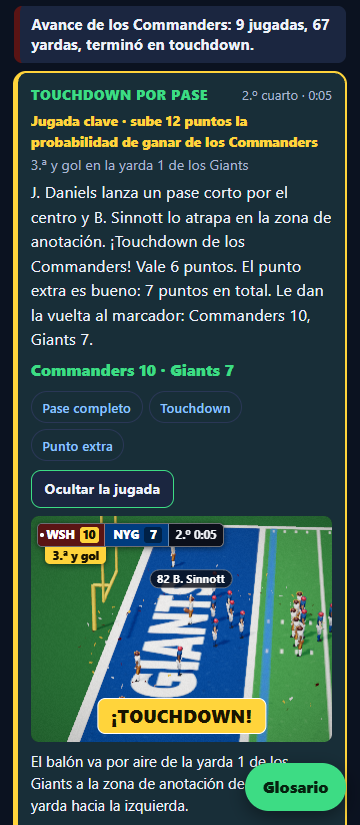 Avance de los Commanders: 9 jugadas, 67
yardas, terminó en touchdown.
TOUCHDOWN POR PASE
2.º cuarto · 0:05
Jugada clave · sube 12 puntos la
probabilidad de ganar de los Commanders
3.ª y gol en la yarda 1 de los Giants
J. Daniels lanza un pase corto por el
centro y B. Sinnott lo atrapa en la zona de
anotación. ¡Touchdown de los
Commanders! Vale 6 puntos. El punto
extra es bueno: 7 puntos en total. Le dan
la vuelta al marcador: Commanders 10,
Giants 7.
Commanders 10 · Giants 7
Pase completo
Touchdown
Punto extra
Ocultar la jugada
WSH 10 NYG 7 2.º 0:05
3.ª y gol
82 B. Sinnott
GIANTS
¡TOUCHDOWN!
El balón va por aire de la yarda 1 de los
Giants a la zona de anotación de
yarda hacia la izquierda.
Glosario